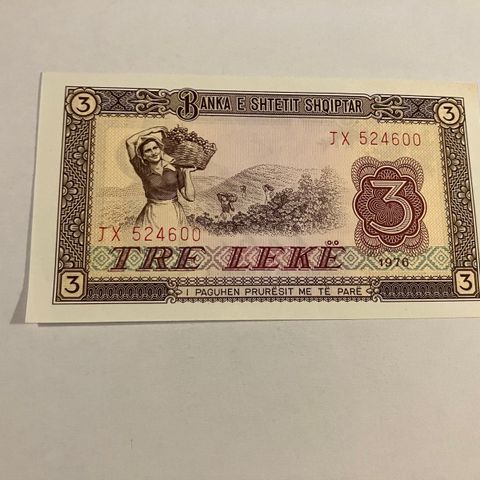 3 BANKA E SHTETIT SHQIPTAR 3
JX 524600
3
JX 524600
TRE LEKË 1976
3 I PAGUHEN PRURËSIT ME TË PARË 3